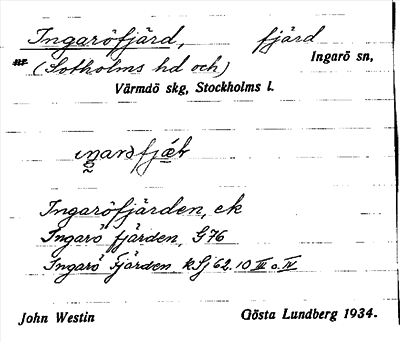 Ingaröfjärd, fjärd
Ingarö sn,
(Sotholms hd och)
Värmdö skg, Stockholms l.
Ingaröfjärden, ek
Ingarö fjärden, G76
Ingarö Fjärden kSj 62.10 III o. IV
John Westin Gösta Lundberg 1934.